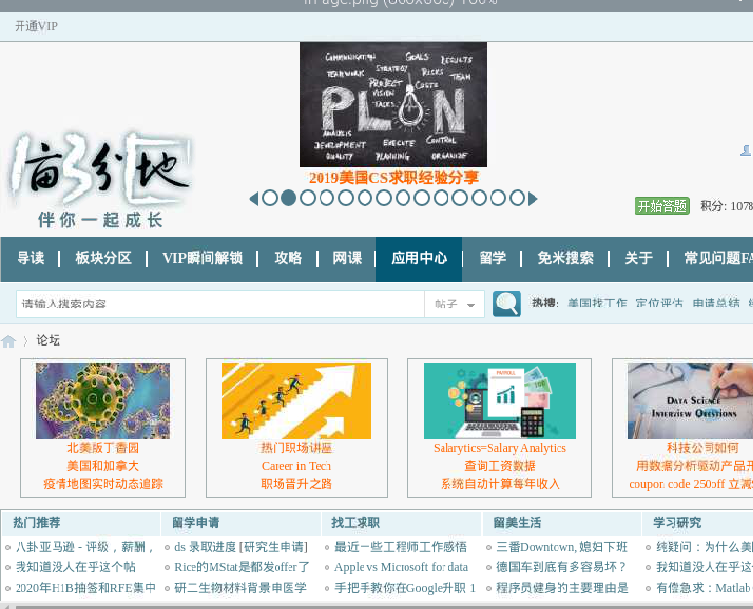 开通VIP
COMMUNICATION GOALS RESULTS
TEAMWORK STRATEGY RISKS TEAM
PROJECT COSTS
VISION
TASKS
PLAN
ANALYSIS
DEVELOPMENT EXECUTE CONTROL
QUALITY PLANNING ORGANIZE
2019美国CS求职经验分享
一亩三分地
伴你一起成长
开始答题 积分: 1078
导读 板块分区 VIP瞬间解锁 攻略 网课 应用中心 留学 免米搜索 关于 常见问题FA
请输入搜索内容 帖子 热搜: 美国找工作 定位评估 申请总结
论坛
PAYROLL
DATA SCIENCE
INTERVIEW QUESTIONS
北美版丁香园
美国和加拿大
疫情地图实时动态追踪
热门职场讲座
Career in Tech
职场晋升之路
Salarytics=Salary Analytics
查询工资数据
系统自动计算每年收入
科技公司如何
用数据分析驱动产品开
coupon code 250off 立减
热门推荐 留学申请 找工求职 留美生活 学习研究
八卦亚马逊 - 评级，薪酬， ds 录取进度 [研究生申请] 最近一些工程师工作感悟 三番Downtown, 媳妇下班 纯疑问：为什么美
我知道没人在乎这个帖 Rice的MStat是都发offer了 Apple vs Microsoft for data 德国车到底有多容易坏？ 我知道没人在乎这
2020年H1B抽签和RFE集中 研二生物材料背景申医学 手把手教你在Google升职 1 程序员健身的主要理由是 有偿急求：Matlab